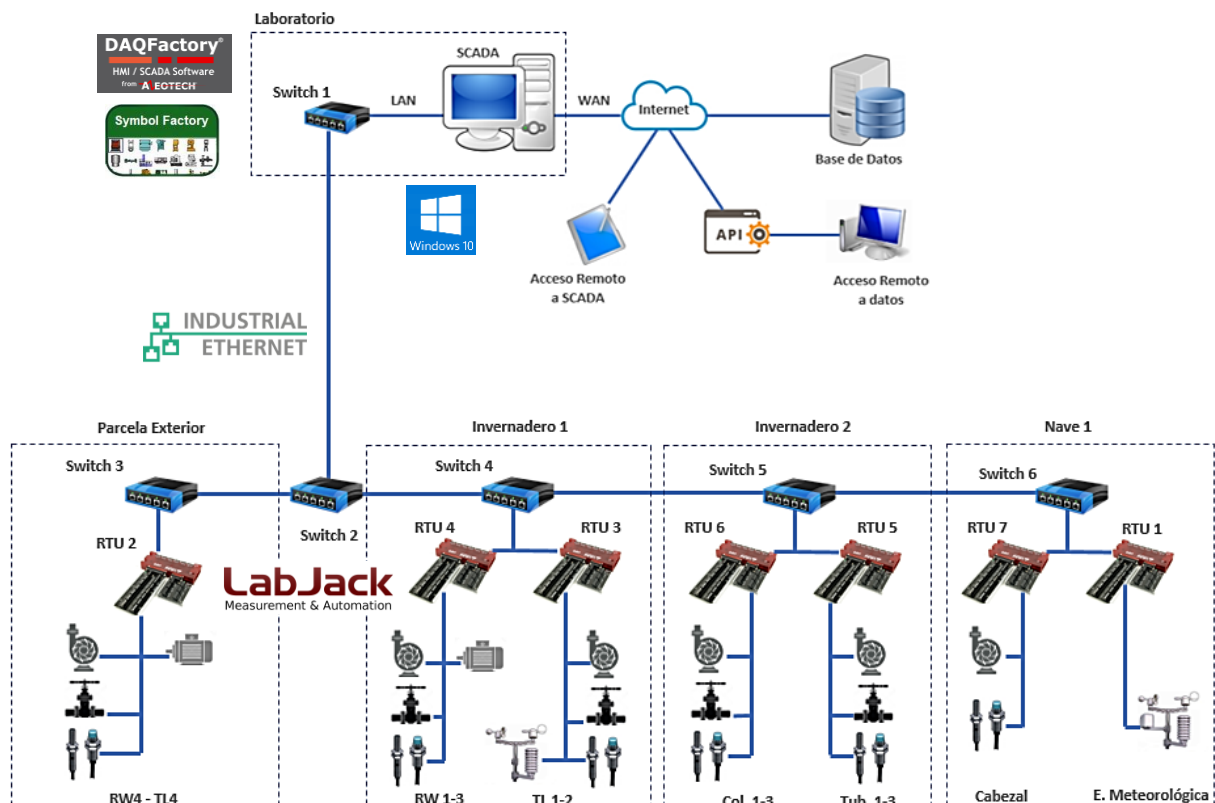 Laboratorio
DAQFactory®
HMI / SCADA Software
from AZEOTECH
Symbol Factory
SCADA
Switch 1
LAN
WAN
Internet
Base de Datos
Windows 10
API
Acceso Remoto
a SCADA
Acceso Remoto
a datos
INDUSTRIAL
ETHERNET
Parcela Exterior
Invernadero 1
Invernadero 2
Nave 1
Switch 3
Switch 4
Switch 5
Switch 6
Switch 2
RTU 2
RTU 4
RTU 3
RTU 6
RTU 5
RTU 7
RTU 1
LabJack
Measurement & Automation
RW4 - TL4
RW 1-3
TL1-2
Col. 1-3
Tub. 1-3
Cabezal
E. Meteorológica